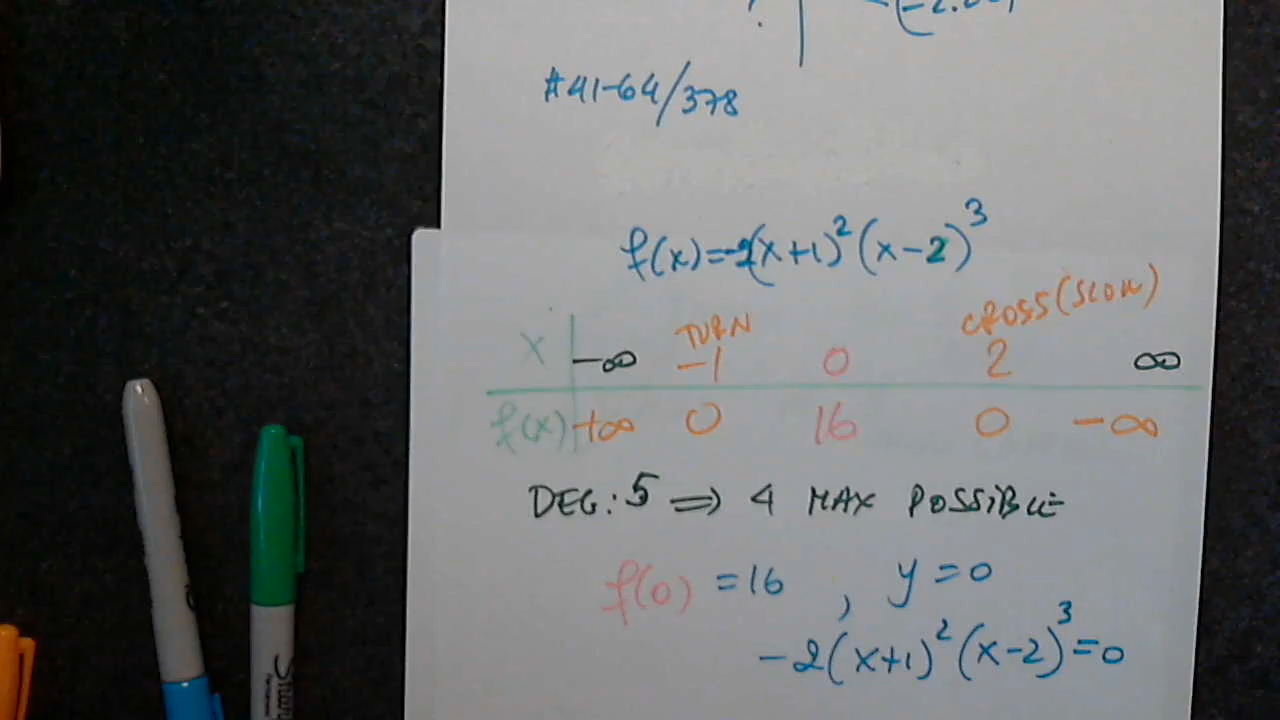 -(-2.
#41-64/378
f(x)=-2(x+1)²(x-2)³
TURN CROSS(SLOW)
x -∞ -1 0 2 ∞
f(x) +∞ 0 16 0 -∞
DEG: 5 ⇒ 4 MAX POSSIBLE
f(0) = 16 , y = 0
-2(x+1)²(x-2)³=0